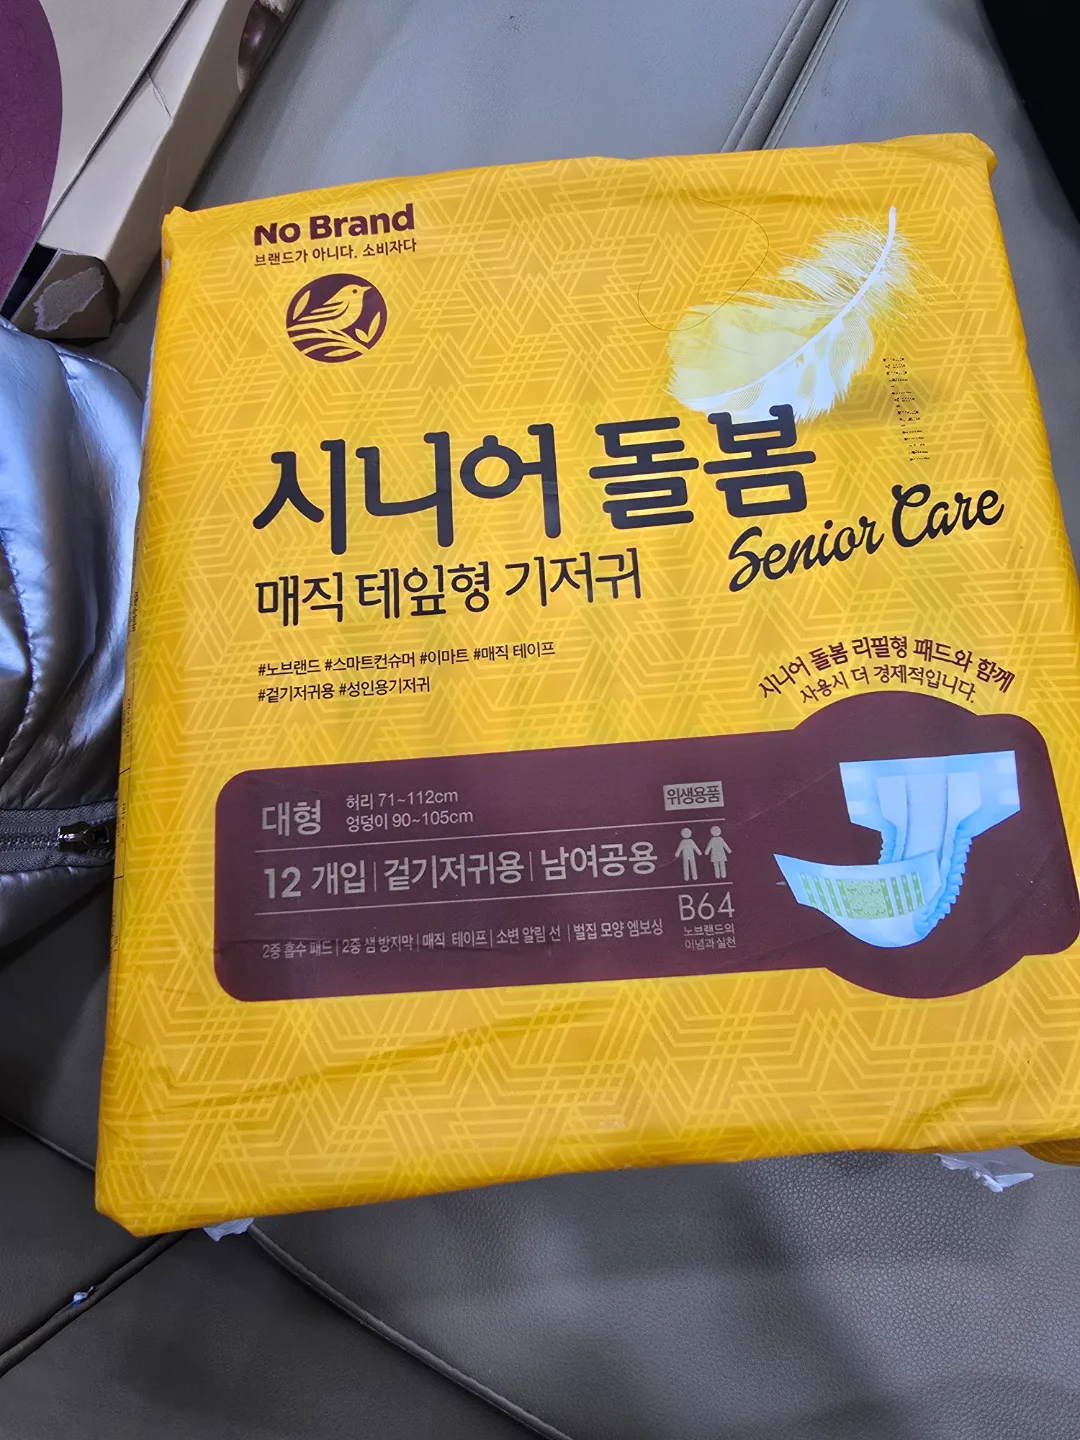 No Brand
브랜드가 아니다. 소비자다
시니어 돌봄
Senior Care
매직 테잎형 기저귀
#노브랜드 #스마트컨슈머 #이마트 #매직 테이프
#겉기저귀용 #성인용기저귀
시니어 돌봄 리필형 패드와 함께
사용시 더 경제적입니다.
대형
허리 71~112cm
엉덩이 90~105cm
위생용품
12 개입 | 겉기저귀용 | 남여공용
B64
노브랜드의
이념과 실천
2중 흡수 패드 | 2중 샘 방지막 | 매직 테이프 | 소변 알림 선 | 벌집 모양 엠보싱